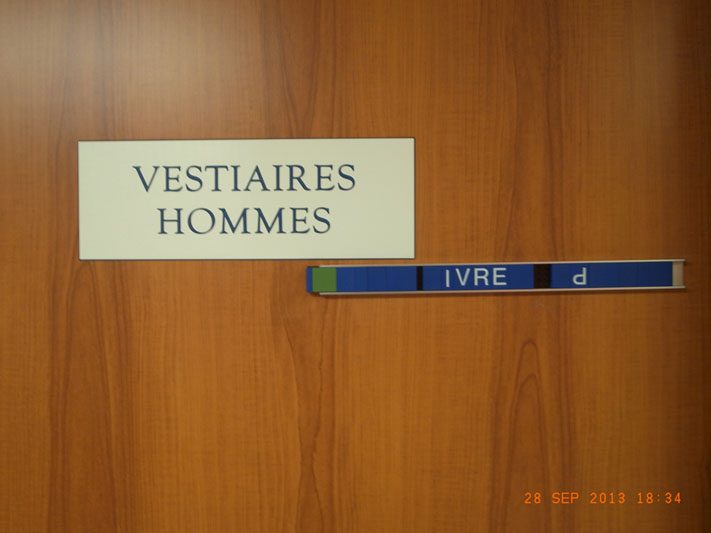 VESTIAIRES
HOMMES
IVRE d
28 SEP 2013 18:34